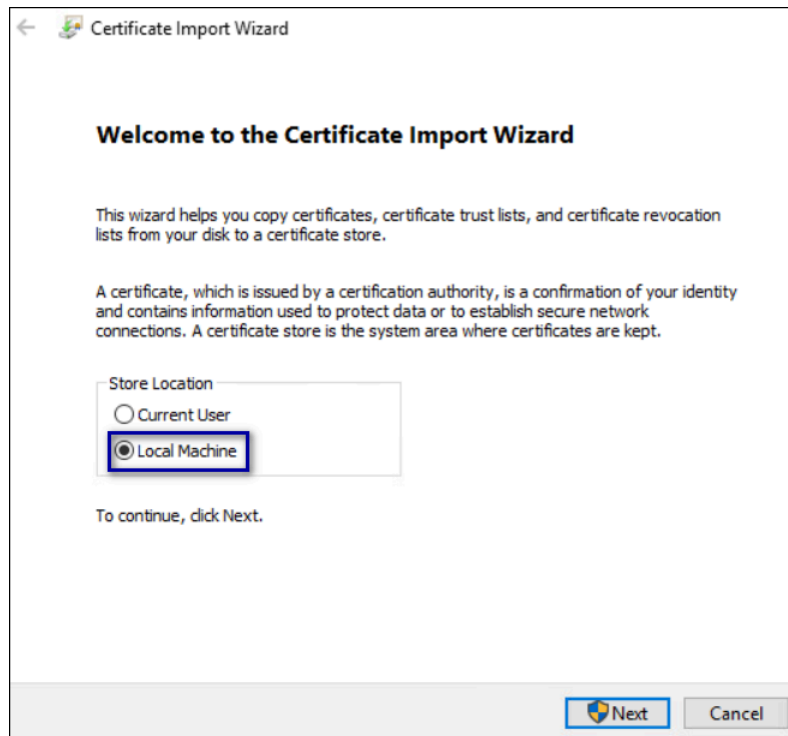 Certificate Import Wizard
Welcome to the Certificate Import Wizard
This wizard helps you copy certificates, certificate trust lists, and certificate revocation
lists from your disk to a certificate store.
A certificate, which is issued by a certification authority, is a confirmation of your identity
and contains information used to protect data or to establish secure network
connections. A certificate store is the system area where certificates are kept.
Store Location
Current User
Local Machine
To continue, click Next.
Next
Cancel